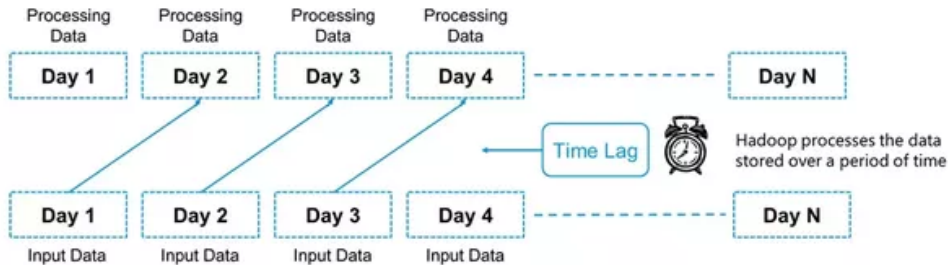 Processing Data
Processing Data
Processing Data
Processing Data
Day 1
Day 2
Day 3
Day 4
Day N
Time Lag
Hadoop processes the data
stored over a period of time
Day 1
Day 2
Day 3
Day 4
Day N
Input Data
Input Data
Input Data
Input Data